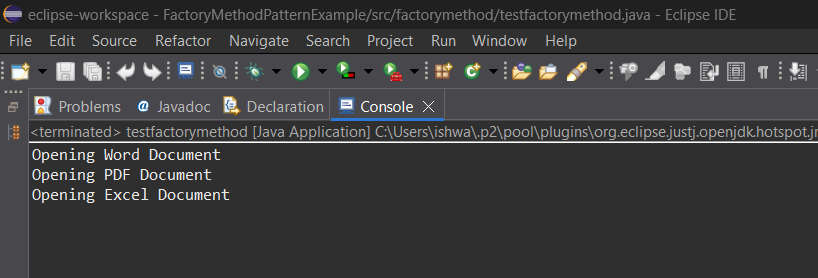 eclipse-workspace - FactoryMethodPatternExample/src/factorymethod/testfactorymethod.java - Eclipse IDE
File Edit Source Refactor Navigate Search Project Run Window Help
Problems @ Javadoc Declaration Console
<terminated> testfactorymethod [Java Application] C:\Users\ishwa\.p2\pool\plugins\org.eclipse.justj.openjdk.hotspot.jr
Opening Word Document
Opening PDF Document
Opening Excel Document